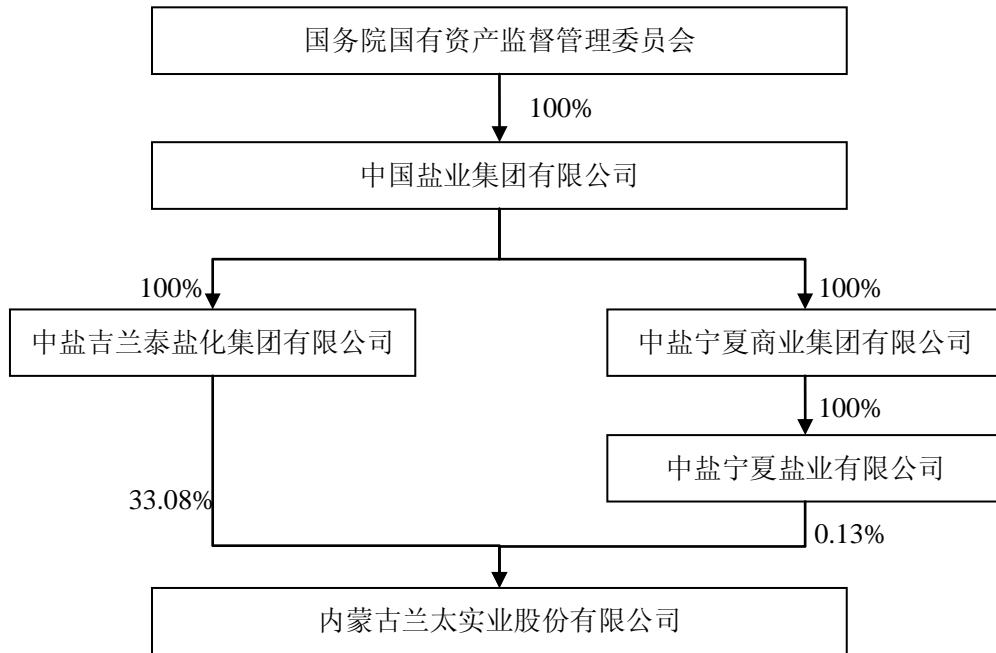 国务院国有资产监督管理委员会
100%
中国盐业集团有限公司
100%
100%
中盐吉兰泰盐化集团有限公司
中盐宁夏商业集团有限公司
100%
中盐宁夏盐业有限公司
33.08%
0.13%
内蒙古兰太实业股份有限公司